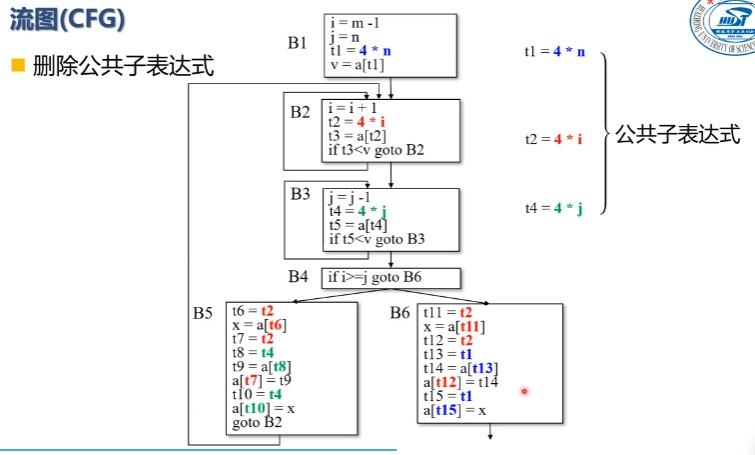 流图(CFG)
删除公共子表达式
B1
i = m -1
j = n
t1 = 4 * n
v = a[t1]
B2
i = i + 1
t2 = 4 * i
t3 = a[t2]
if t3<v goto B2
B3
j = j -1
t4 = 4 * j
t5 = a[t4]
if t5<v goto B3
B4
if i>=j goto B6
B5
t6 = t2
x = a[t6]
t7 = t2
t8 = t4
t9 = a[t8]
a[t7] = t9
t10 = t4
a[t10] = x
goto B2
B6
t11 = t2
x = a[t11]
t12 = t2
t13 = t1
t14 = a[t13]
a[t12] = t14
t15 = t1
a[t15] = x
t1 = 4 * n
t2 = 4 * i
t4 = 4 * j
公共子表达式